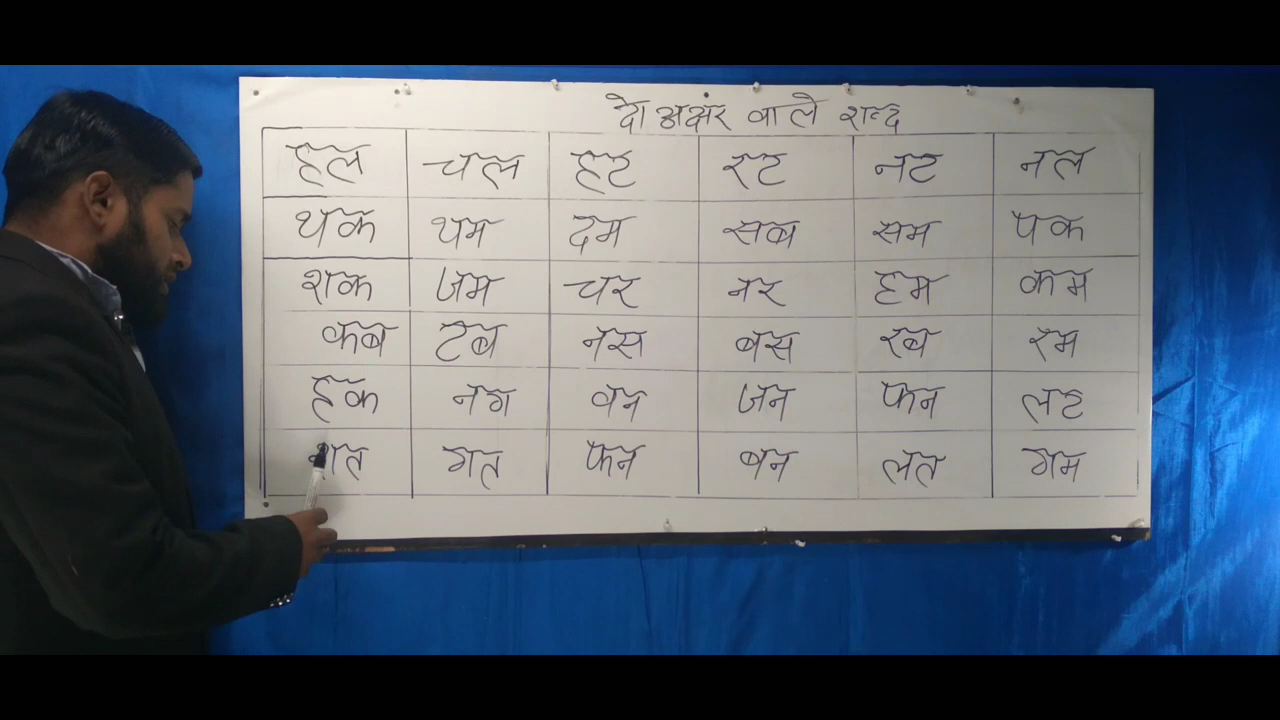 दो अक्षर वाले शब्द
हल चल हट रट नट नल
थक थम दम सब सम पक
शक जम चर नर हम कम
कब टब नस बस रब रम
हक नग वन जन फन लट
शत गत फन बन लत गम